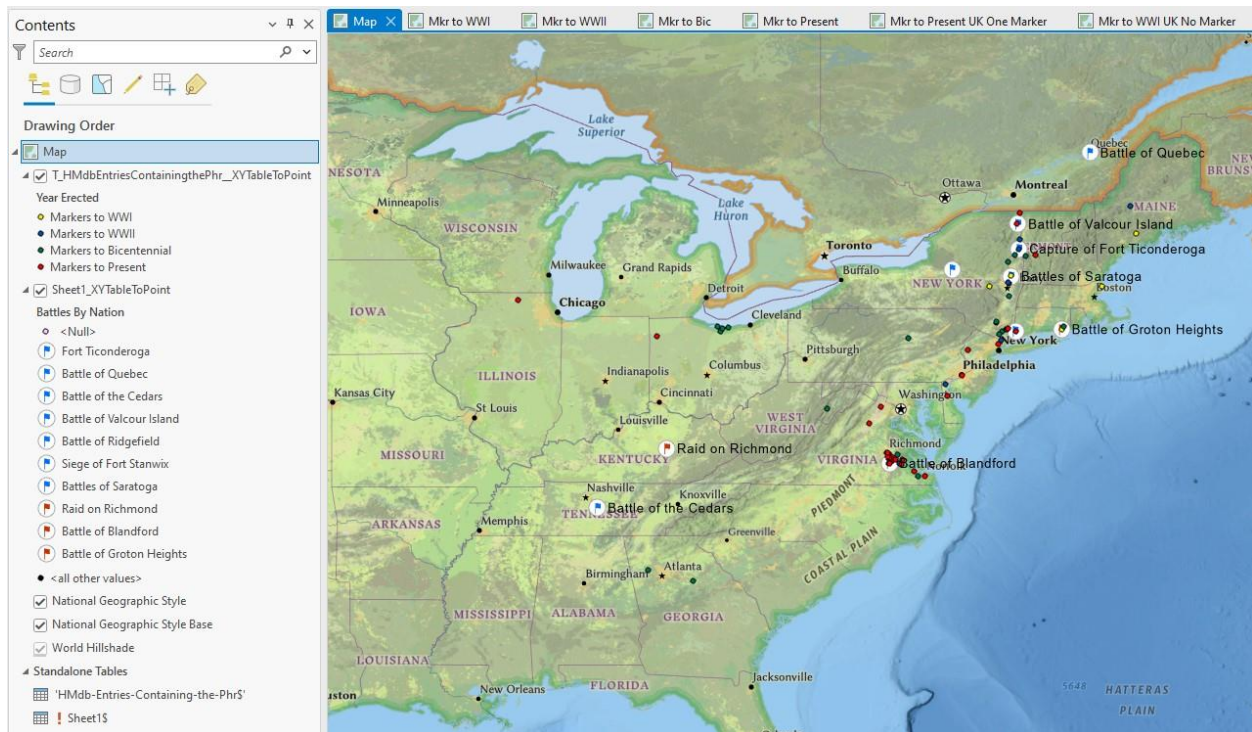 Contents
Map
Mkr to WWI
Mkr to WWII
Mkr to Bic
Mkr to Present
Mkr to Present UK One Marker
Mkr to WWI UK No Marker
Search
Drawing Order
Map
T_HMdbEntriesContainingthePhr__XYTableToPoint
Year Erected
Markers to WWI
Markers to WWII
Markers to Bicentennial
Markers to Present
Sheet1_XYTableToPoint
Battles By Nation
<Null>
Fort Ticonderoga
Battle of Quebec
Battle of the Cedars
Battle of Valcour Island
Battle of Ridgefield
Siege of Fort Stanwix
Battles of Saratoga
Raid on Richmond
Battle of Blandford
Battle of Groton Heights
<all other values>
National Geographic Style
National Geographic Style Base
World Hillshade
Standalone Tables
'HMdb-Entries-Containing-the-Phr$'
! Sheet1$
Lake
Superior
Quebec
Battle of Quebec
NEW
BRUNS
NESOTA
Ottawa
Montreal
Minneapolis
Lake
Huron
MAINE
WISCONSIN
Battle of Valcour Island
Toronto
Capture of Fort Ticonderoga
Milwaukee
Grand Rapids
Buffalo
NEW YORK
Battles of Saratoga
Boston
Detroit
Chicago
IOWA
Cleveland
Battle of Groton Heights
New York
Pittsburgh
Philadelphia
ILLINOIS
Indianapolis
Columbus
Kansas City
Cincinnati
Washington
St Louis
WEST
VIRGINIA
Louisville
Richmond
MISSOURI
KENTUCKY
Raid on Richmond
VIRGINIA
Battle of Blandford
Norfolk
Nashville
Knoxville
TENNESSEE
Battle of the Cedars
PIEDMONT
ARKANSAS
Memphis
Greenville
COASTAL PLAIN
Birmingham
Atlanta
MISSISSIPPI
ALABAMA
GEORGIA
LOUISIANA
Jacksonville
5648
HATTERAS
PLAIN
uston
New Orleans
FLORIDA